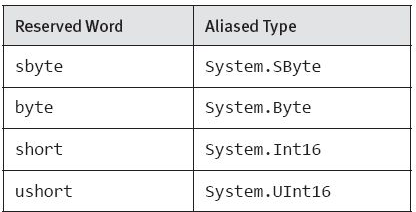 Reserved Word Aliased Type
sbyte System.SByte
byte System.Byte
short System.Int16
ushort System.UInt16